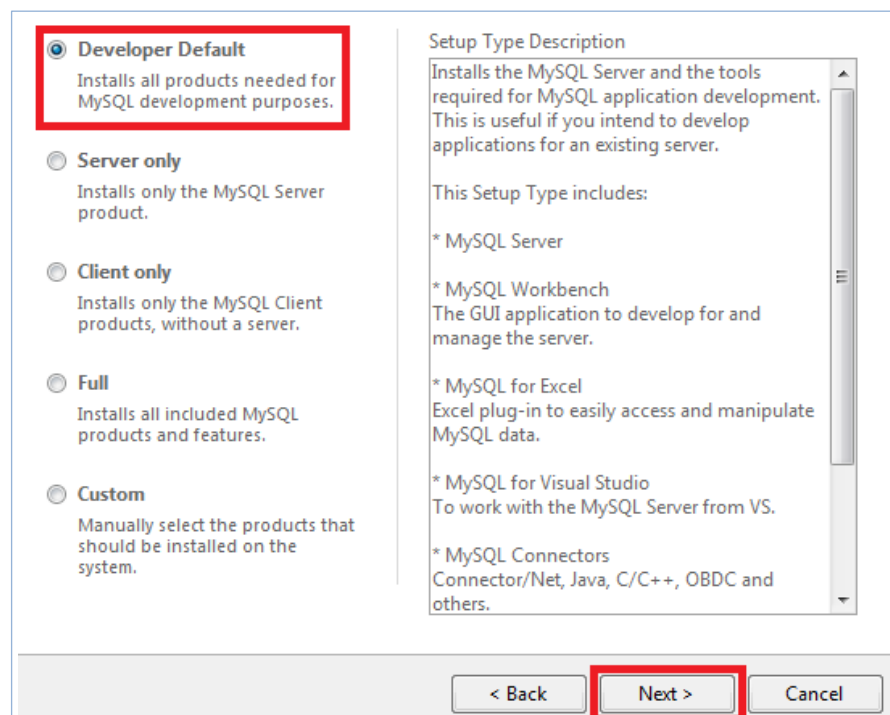 Developer Default
Installs all products needed for
MySQL development purposes.
Server only
Installs only the MySQL Server
product.
Client only
Installs only the MySQL Client
products, without a server.
Full
Installs all included MySQL
products and features.
Custom
Manually select the products that
should be installed on the
system.
Setup Type Description
Installs the MySQL Server and the tools
required for MySQL application development.
This is useful if you intend to develop
applications for an existing server.
This Setup Type includes:
* MySQL Server
* MySQL Workbench
The GUI application to develop for and
manage the server.
* MySQL for Excel
Excel plug-in to easily access and manipulate
MySQL data.
* MySQL for Visual Studio
To work with the MySQL Server from VS.
* MySQL Connectors
Connector/Net, Java, C/C++, OBDC and
others.
< Back
Next >
Cancel